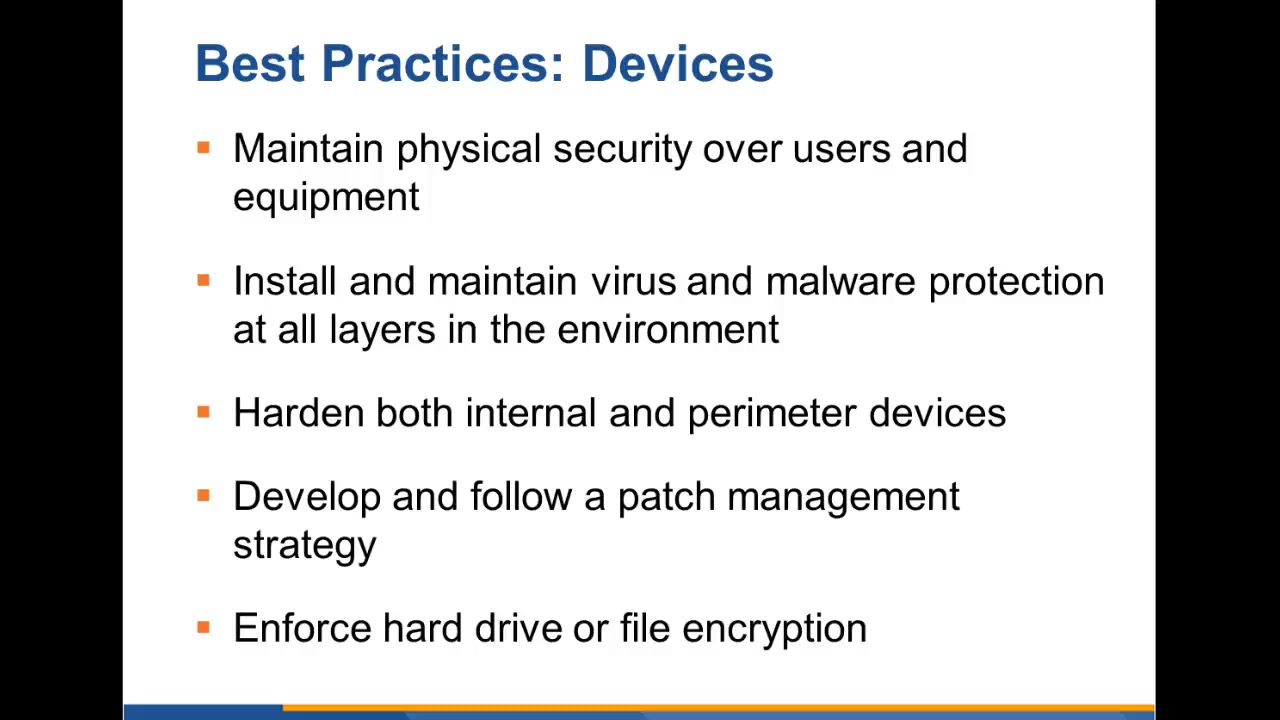 Best Practices: Devices
Maintain physical security over users and
equipment
Install and maintain virus and malware protection
at all layers in the environment
Harden both internal and perimeter devices
Develop and follow a patch management
strategy
Enforce hard drive or file encryption